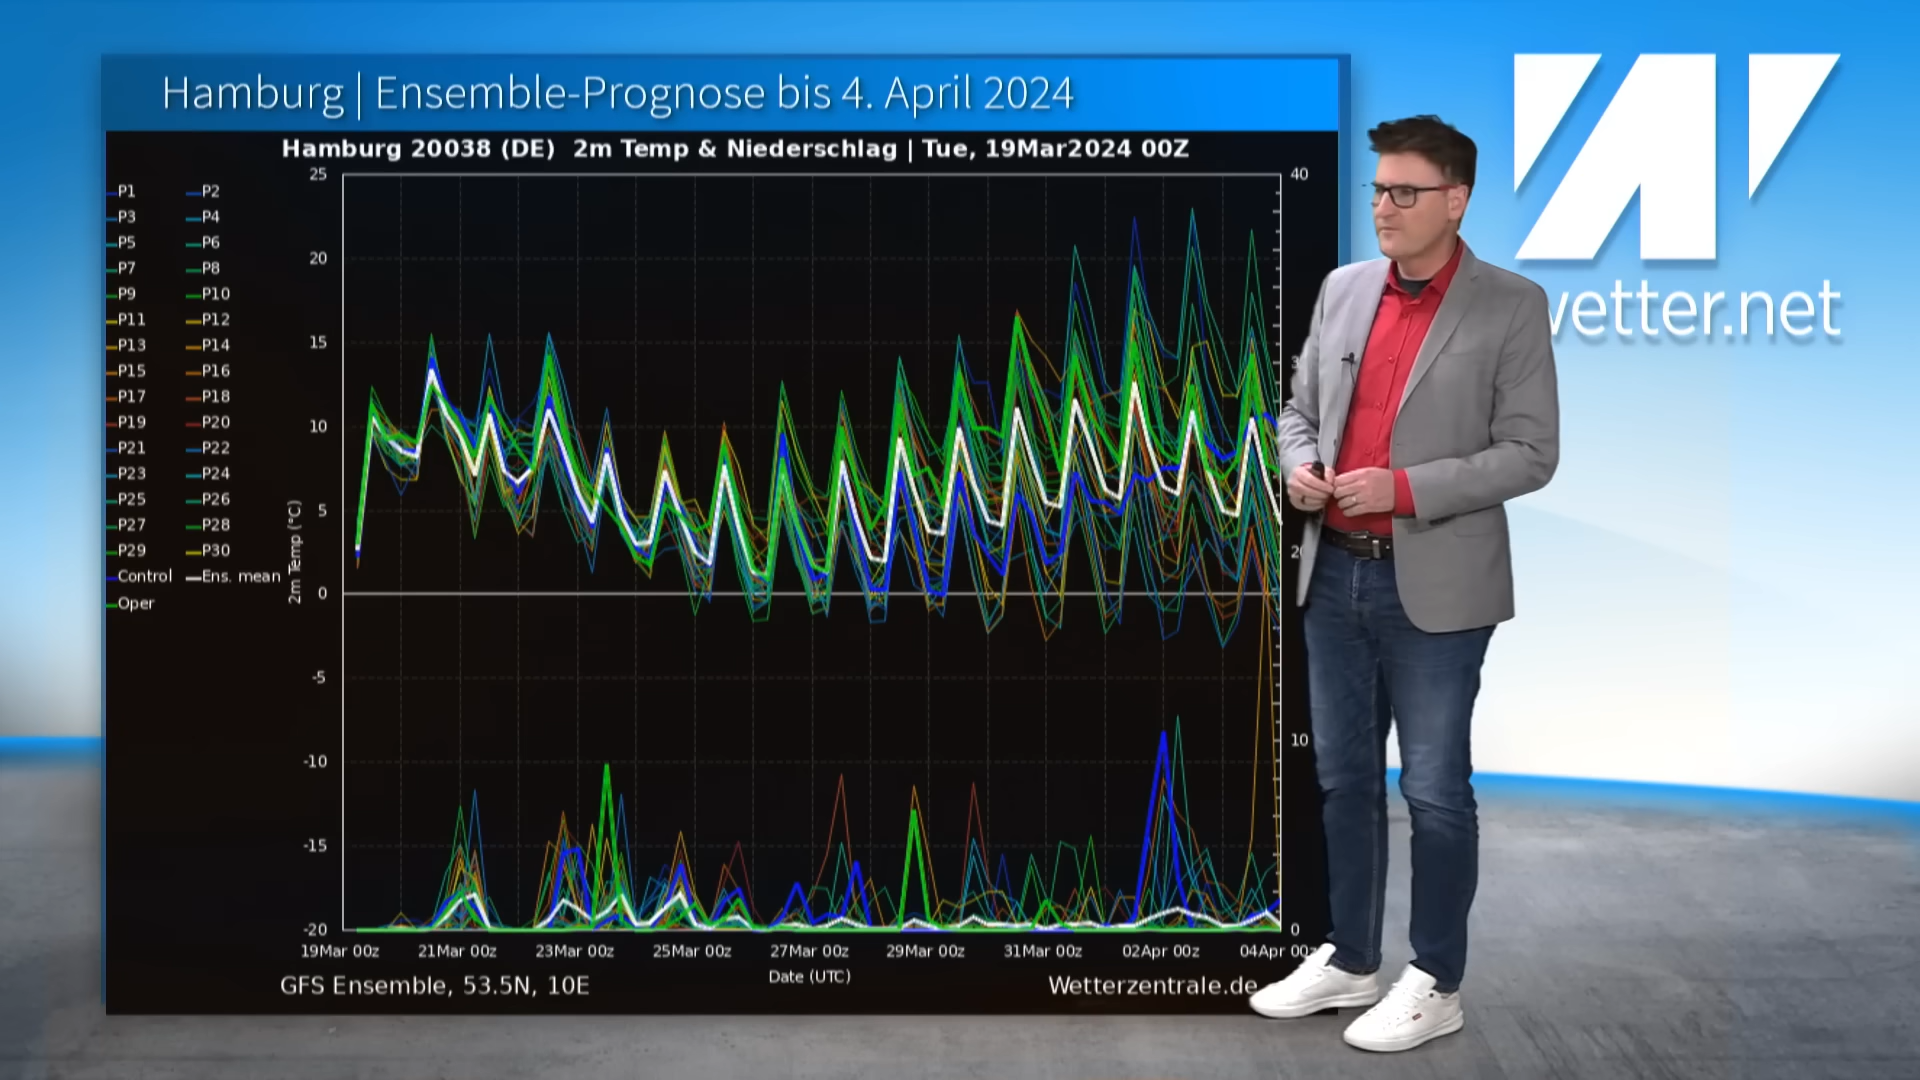 Hamburg | Ensemble-Prognose bis 4. April 2024
Hamburg 20038 (DE) 2m Temp & Niederschlag | Tue, 19Mar2024 00Z
P1 P2
P3 P4
P5 P6
P7 P8
P9 P10
P11 P12
P13 P14
P15 P16
P17 P18
P19 P20
P21 P22
P23 P24
P25 P26
P27 P28
P29 P30
Control Ens. mean
Oper
2m Temp (°C)
25
20
15
10
5
0
-5
-10
-15
-20
40
10
0
19Mar 00z 21Mar 00z 23Mar 00z 25Mar 00z 27Mar 00z 29Mar 00z 31Mar 00z 02Apr 00z 04Apr 00z
Date (UTC)
GFS Ensemble, 53.5N, 10E
Wetterzentrale.de
wetter.net